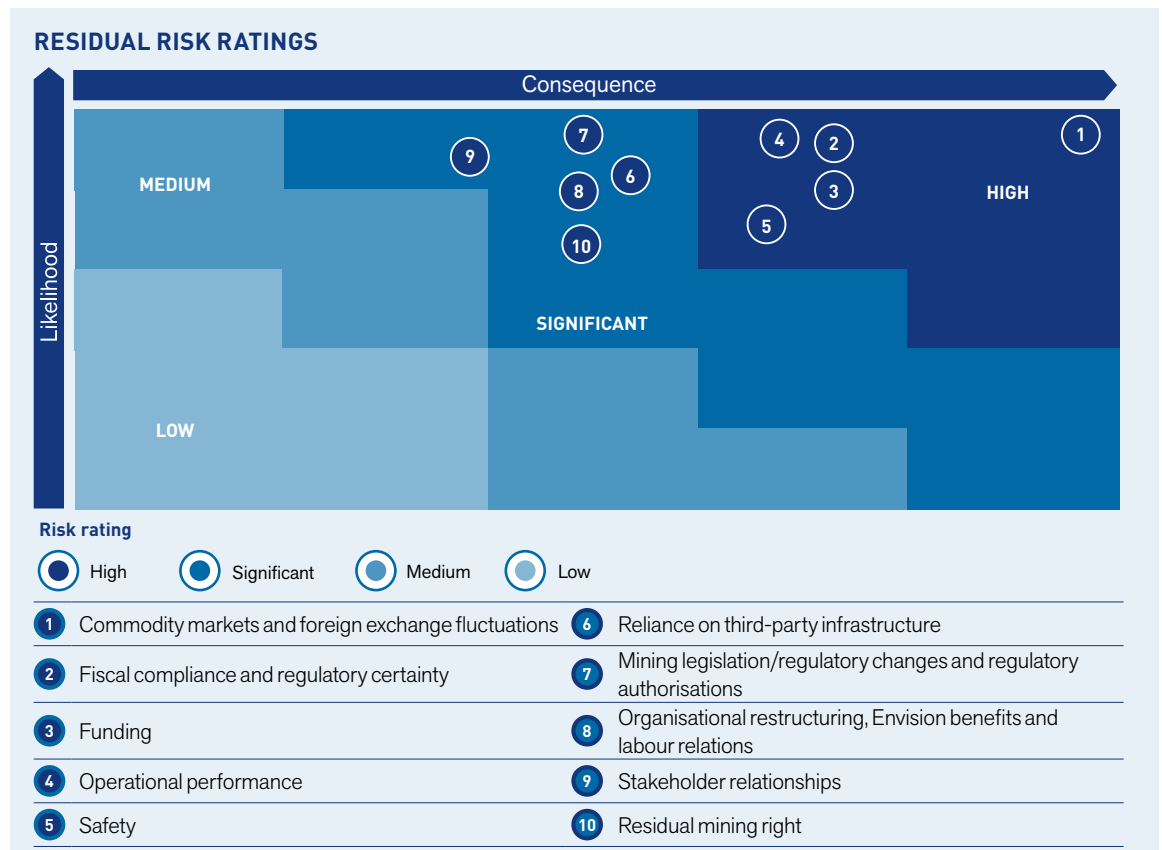 RESIDUAL RISK RATINGS
Consequence
Likelihood
7
4
2
1
9
6
MEDIUM
8
3
HIGH
5
10
SIGNIFICANT
LOW
Risk rating
High
Significant
Medium
Low
1 Commodity markets and foreign exchange fluctuations
6 Reliance on third-party infrastructure
2 Fiscal compliance and regulatory certainty
7 Mining legislation/regulatory changes and regulatory
authorisations
3 Funding
8 Organisational restructuring, Envision benefits and
labour relations
4 Operational performance
9 Stakeholder relationships
5 Safety
10 Residual mining right